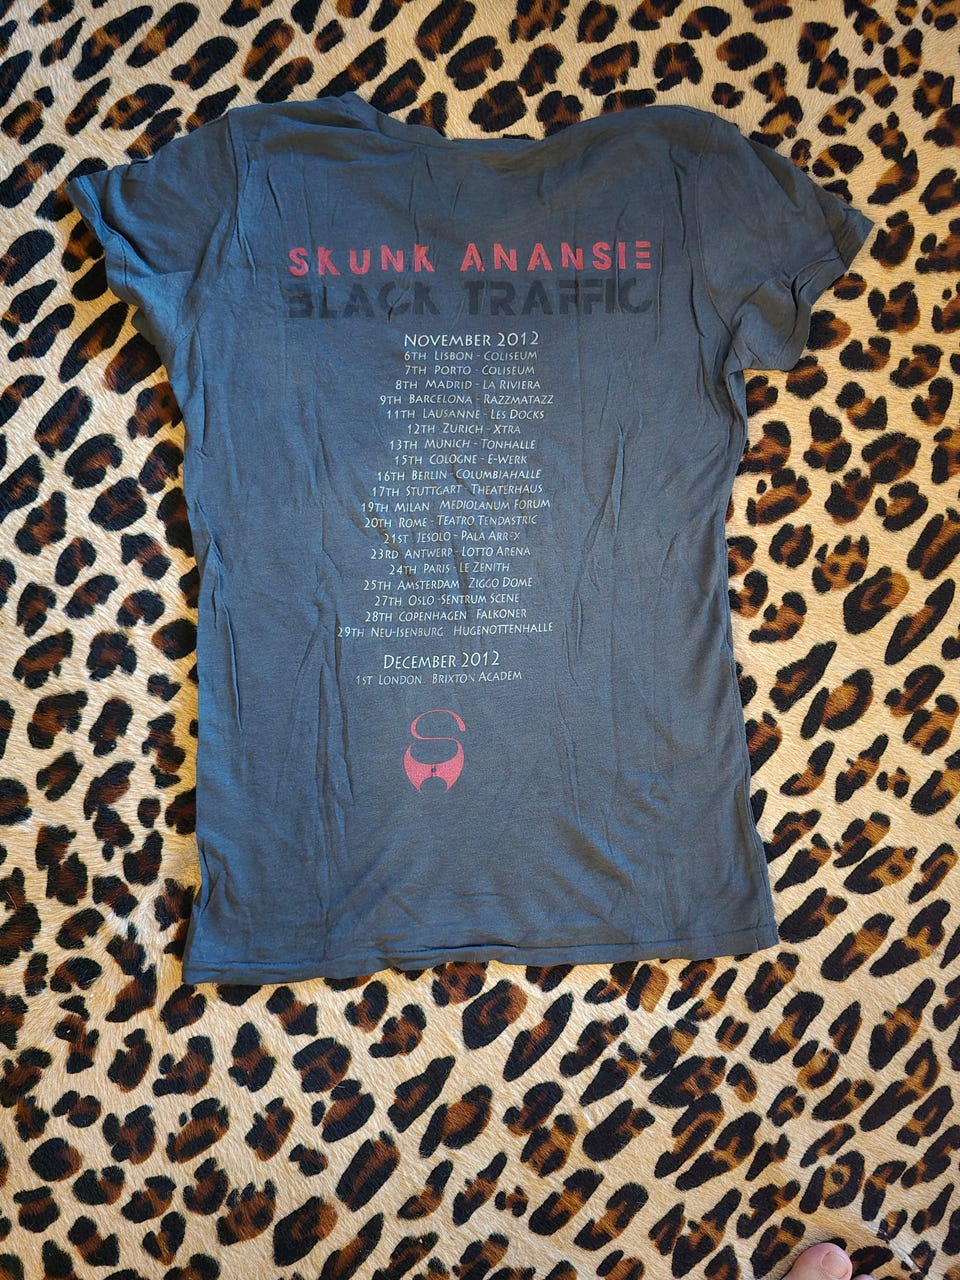 SKUNK ANANSIE
BLACK TRAFFIC
NOVEMBER 2012
6TH LISBON - COLISEUM
7TH PORTO - COLISEUM
8TH MADRID - LA RIVIERA
9TH BARCELONA - RAZZMATAZZ
11TH LAUSANNE - LES DOCKS
12TH ZURICH - XTRA
13TH MUNICH - TONHALLE
15TH COLOGNE - E-WERK
16TH BERLIN - COLUMBIAHALLE
17TH STUTTGART - THEATERHAUS
19TH MILAN MEDIOLANUM FORUM
20TH ROME - TEATRO TENDASTRIC
21ST JESOLO - PALA ARREX
23RD ANTWERP - LOTTO ARENA
24TH PARIS - LE ZENITH
25TH AMSTERDAM ZIGGO DOME
27TH OSLO - SENTRUM SCENE
28TH COPENHAGEN FALKONER
29TH NEU-ISENBURG HUGENOTTENHALLE
DECEMBER 2012
1ST LONDON BRIXTON ACADEM